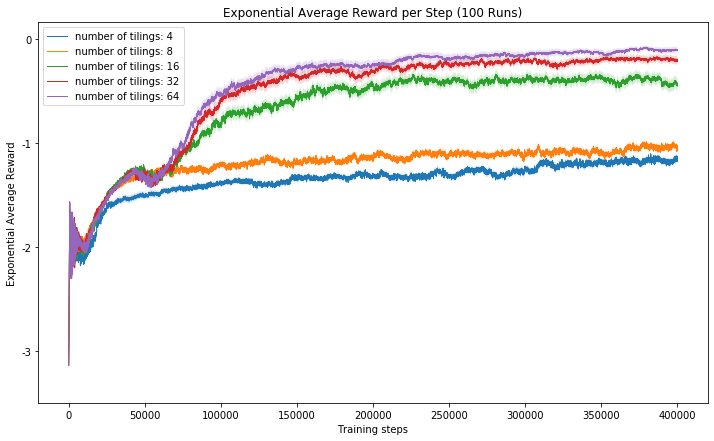 Exponential Average Reward per Step (100 Runs)
number of tilings: 4
number of tilings: 8
number of tilings: 16
number of tilings: 32
number of tilings: 64
Exponential Average Reward
0
-1
-2
-3
0 50000 100000 150000 200000 250000 300000 350000 400000
Training steps